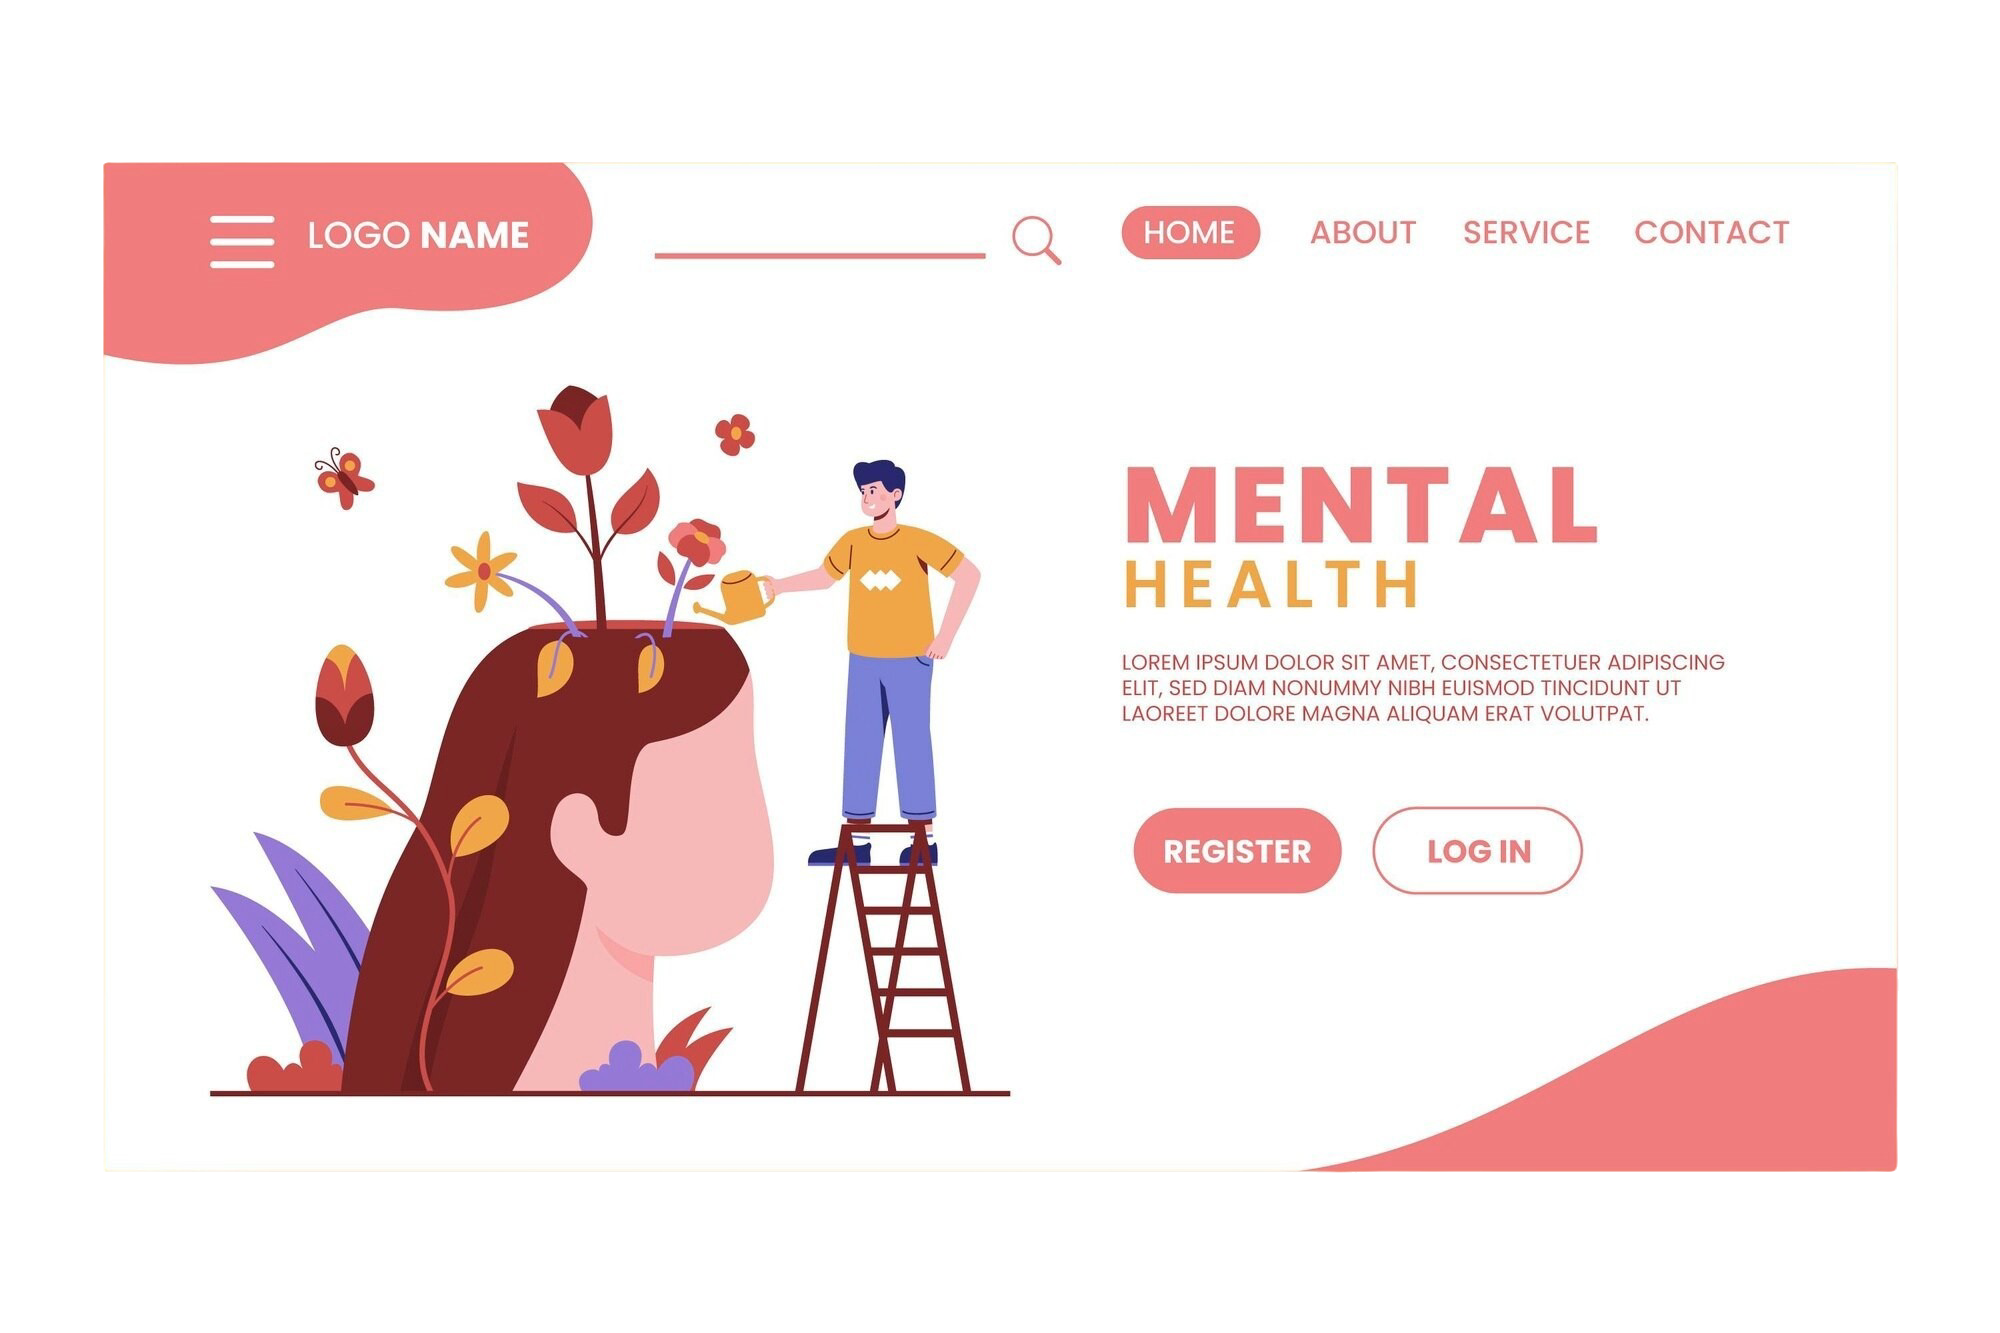 LOGO NAME
HOME ABOUT SERVICE CONTACT
MENTAL
HEALTH
LOREM IPSUM DOLOR SIT AMET, CONSECTETUER ADIPISCING
ELIT, SED DIAM NONUMMY NIBH EUISMOD TINCIDUNT UT
LAOREET DOLORE MAGNA ALIQUAM ERAT VOLUTPAT.
REGISTER LOG IN